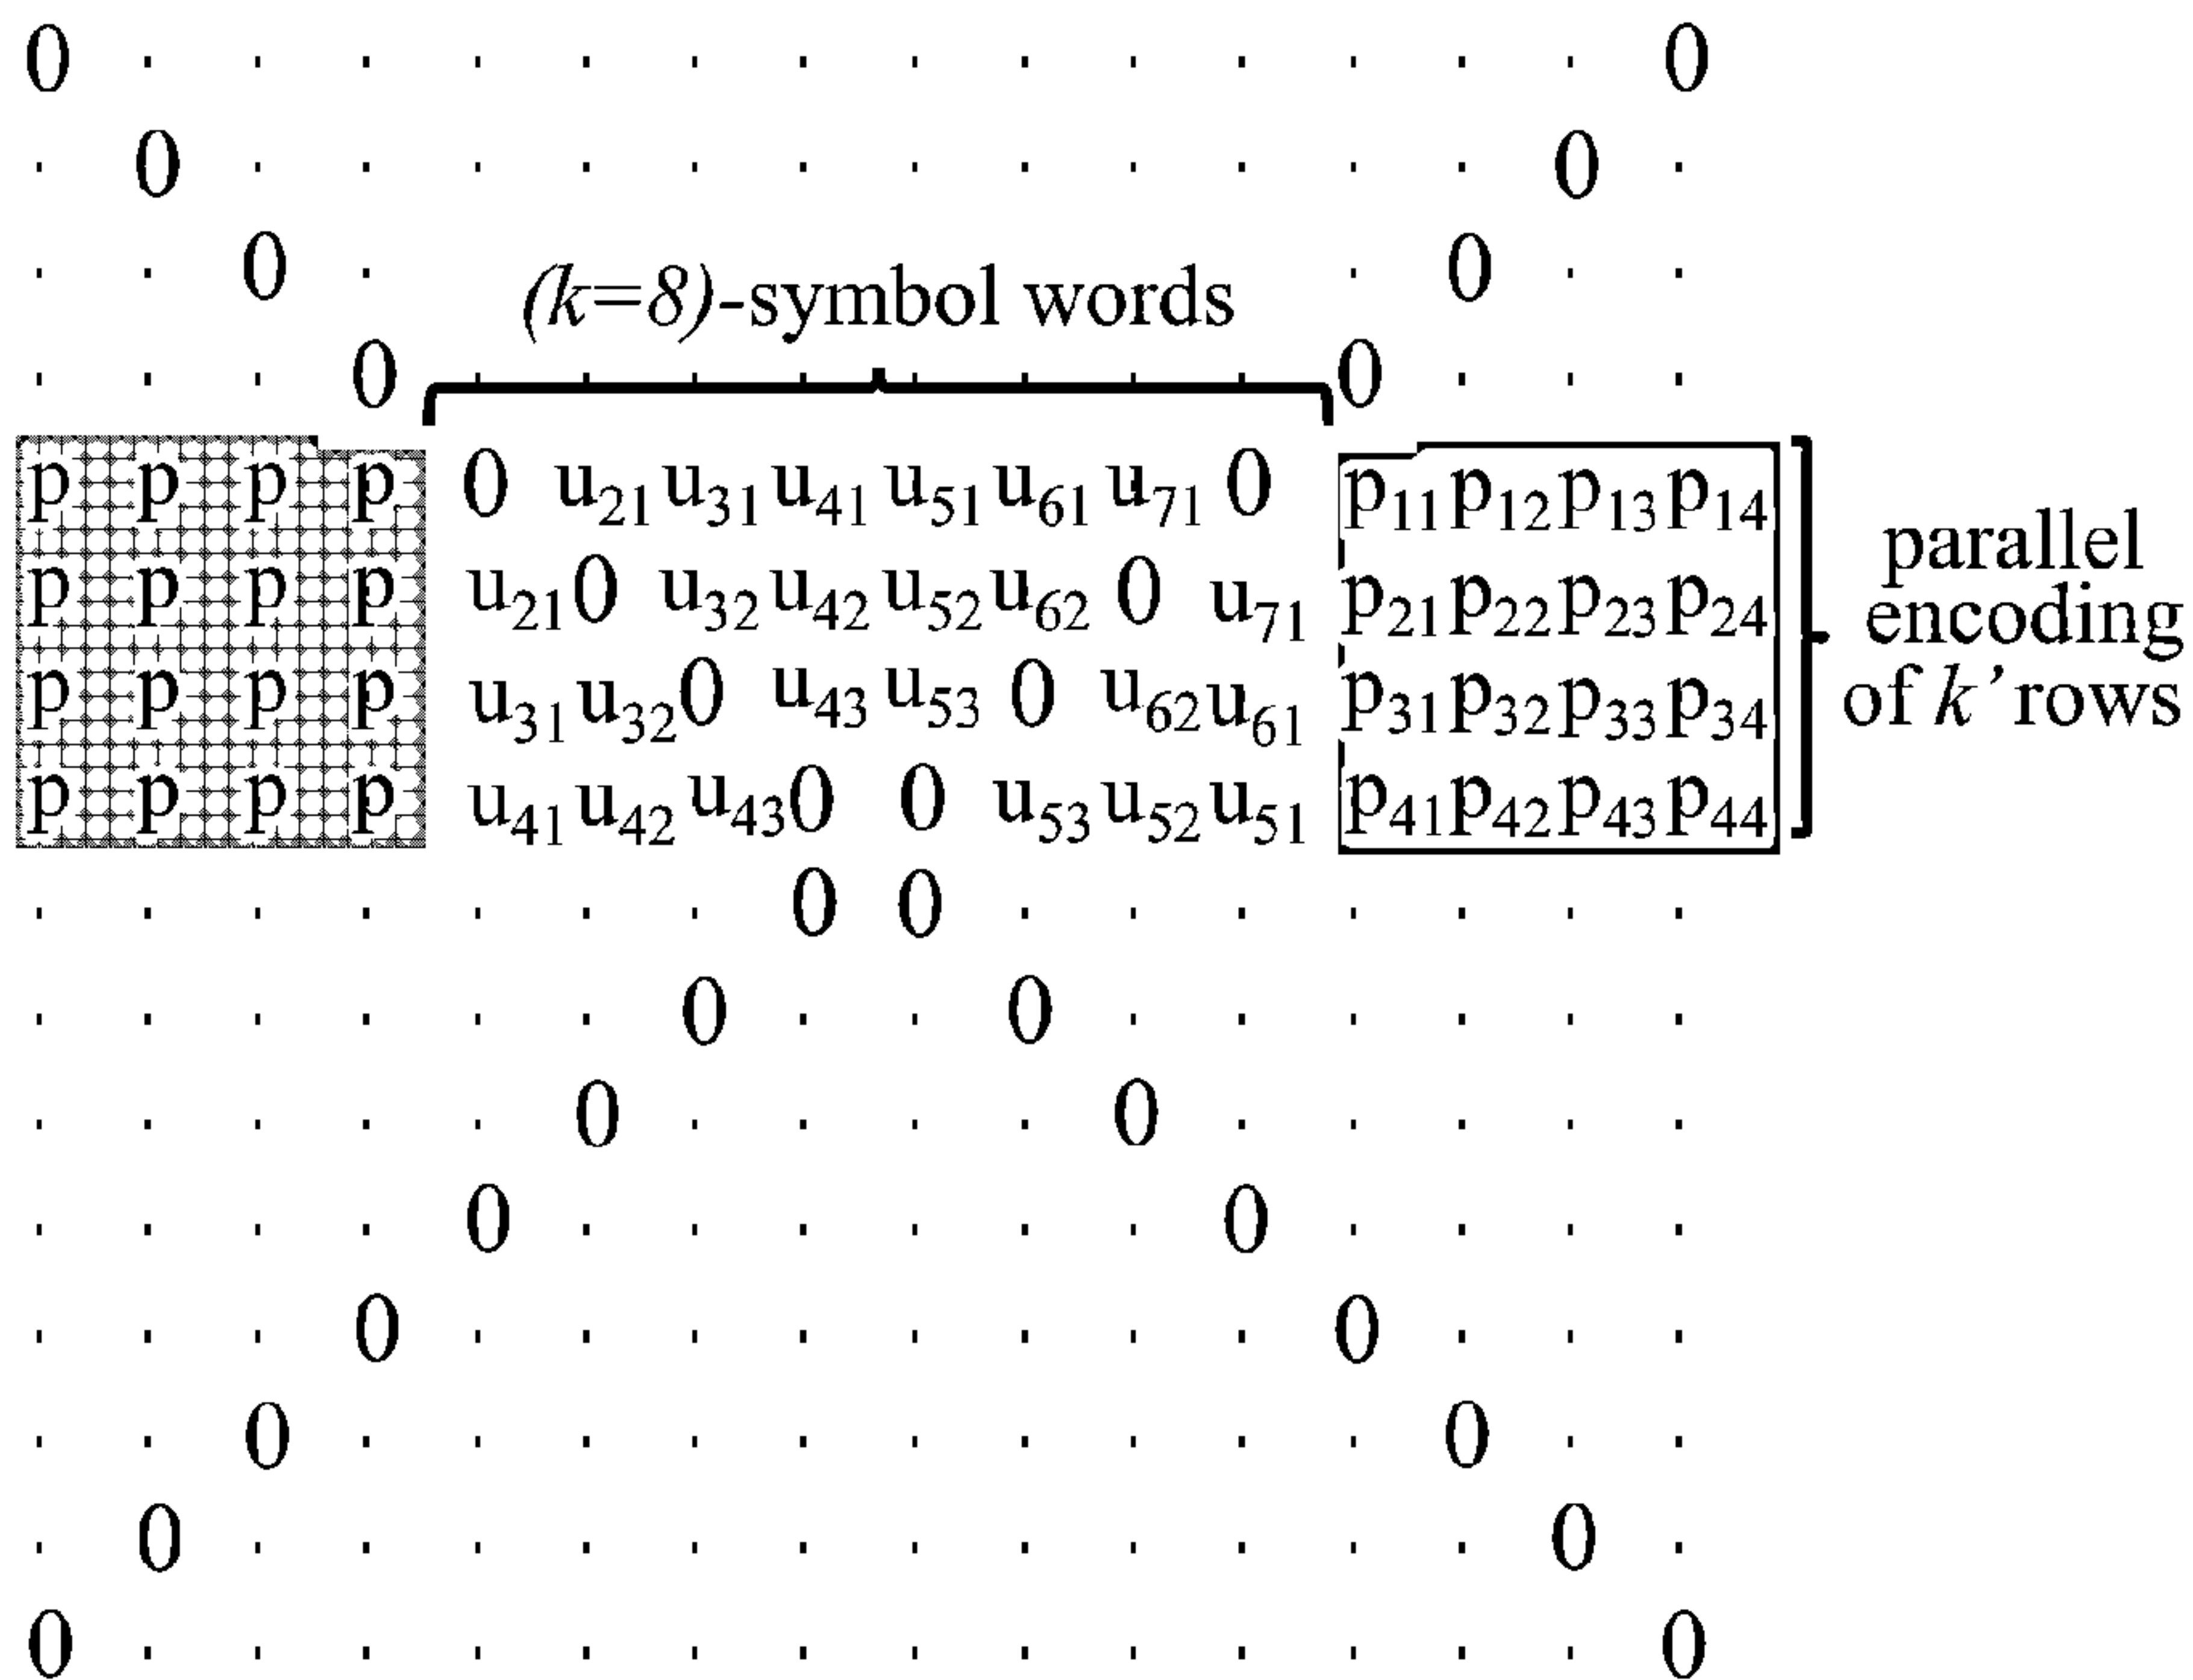 0 . . . . . . . . . . . . . . 0
. 0 . . . . . . . . . . . . 0 .
. . 0 . (k=8)-symbol words . 0 . .
. . . 0 . . . . . . . . 0 . . .
p p p p 0 u21 u31 u41 u51 u61 u71 0 p11 p12 p13 p14
p p p p u21 0 u32 u42 u52 u62 0 u71 p21 p22 p23 p24
p p p p u31 u32 0 u43 u53 0 u62 u61 p31 p32 p33 p34
p p p p u41 u42 u43 0 0 u53 u52 u51 p41 p42 p43 p44
parallel
encoding
of k’ rows
. . . . . . . 0 0 . . . . . . .
. . . . . . 0 . . 0 . . . . . .
. . . . . 0 . . . . 0 . . . . .
. . . . 0 . . . . . . 0 . . . .
. . . 0 . . . . . . . . 0 . . .
. . 0 . . . . . . . . . . 0 . .
. 0 . . . . . . . . . . . . 0 .
0 . . . . . . . . . . . . . . 0